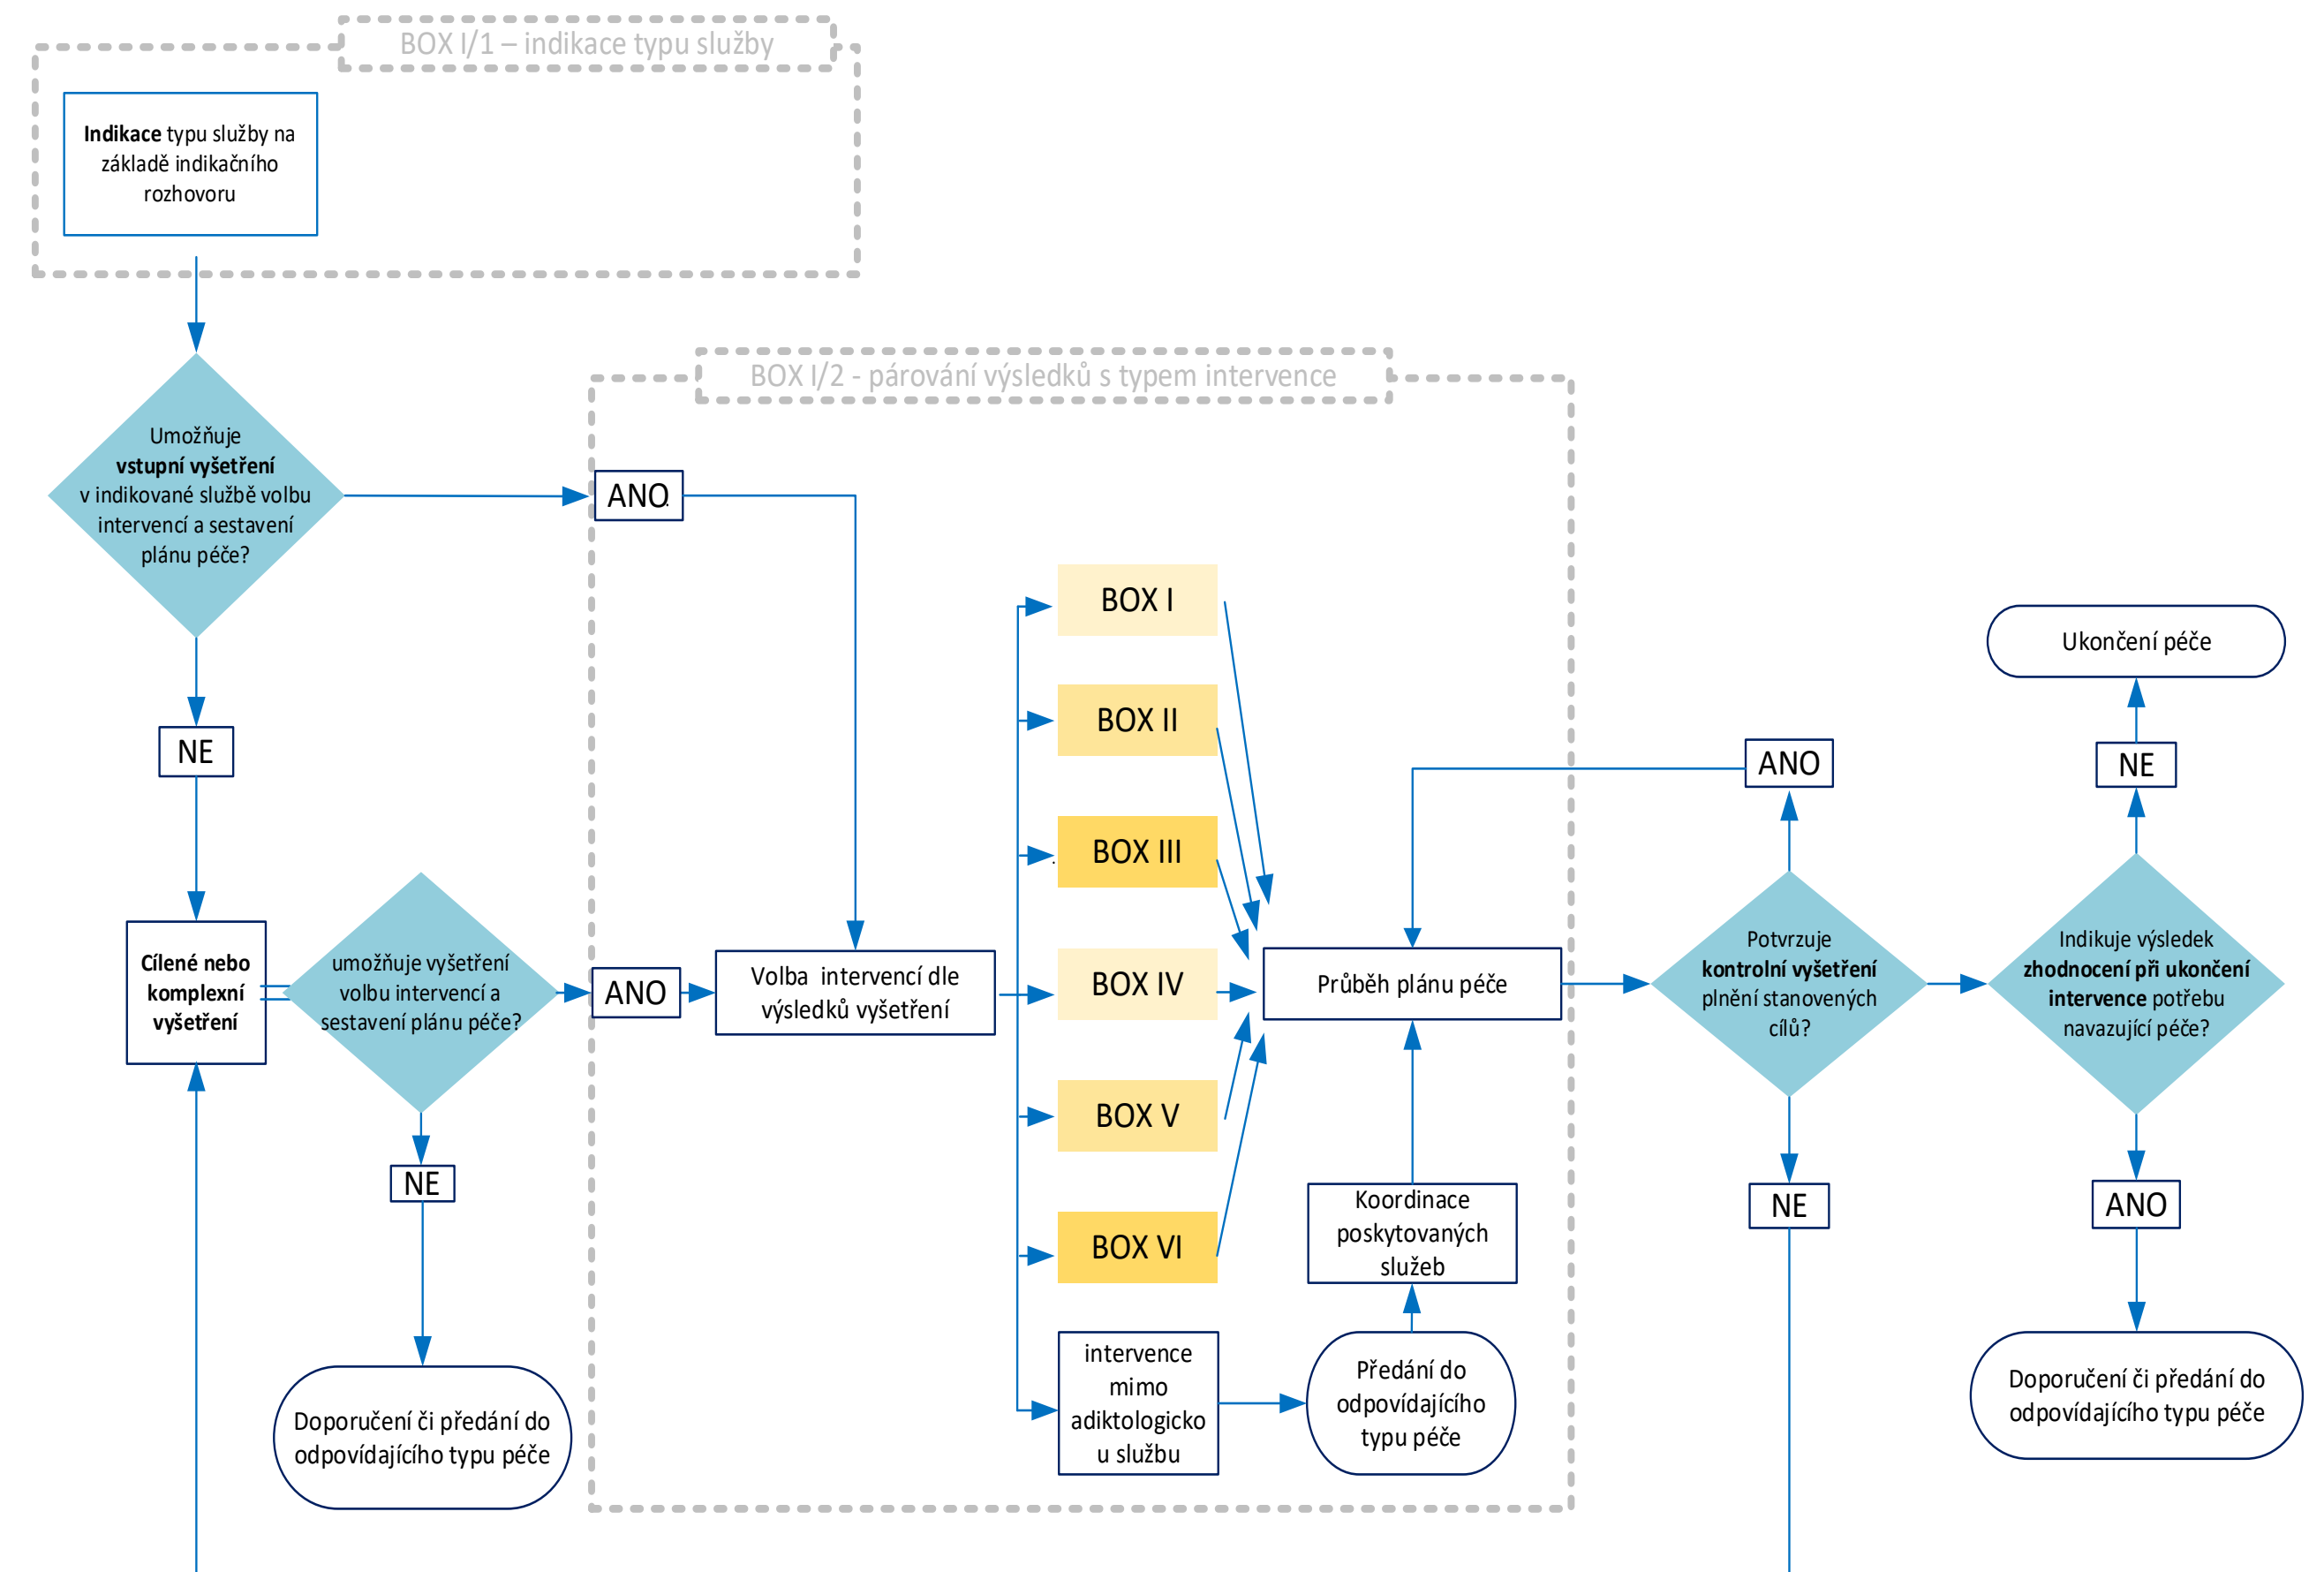 BOX I/1 – indikace typu služby
Indikace typu služby na
základě indikačního
rozhovoru
BOX I/2 - párování výsledků s typem intervence
Umožňuje
vstupní vyšetření
v indikované službě volbu
intervencí a sestavení
plánu péče?
ANO
NE
Cílené nebo
komplexní
vyšetření
umožňuje vyšetření
volbu intervencí a
sestavení plánu péče?
ANO
NE
Doporučení či předání do
odpovídajícího typu péče
Volba intervencí dle
výsledků vyšetření
BOX I
BOX II
BOX III
BOX IV
BOX V
BOX VI
intervence
mimo
adiktologicko
u službu
Předání do
odpovídajícího
typu péče
Koordinace
poskytovaných
služeb
Průběh plánu péče
ANO
Potvrzuje
kontrolní vyšetření
plnění stanovených
cílů?
NE
Ukončení péče
NE
Indikuje výsledek
zhodnocení při ukončení
intervence potřebu
navazující péče?
ANO
Doporučení či předání do
odpovídajícího typu péče